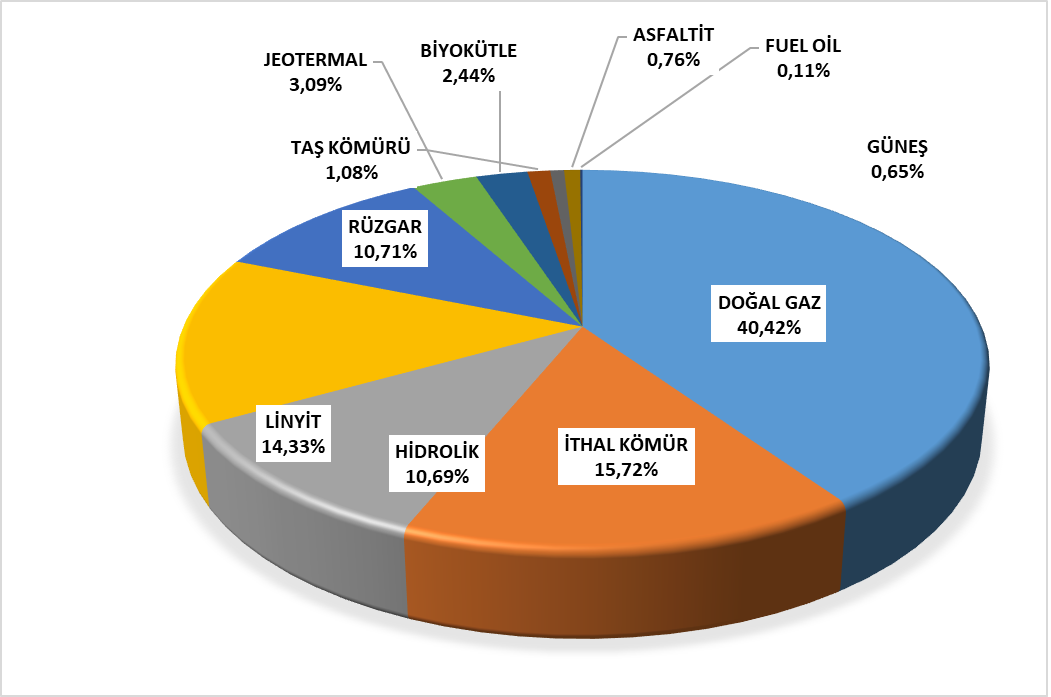 ASFALTİT
0,76%
FUEL OİL
0,11%
BİYOKÜTLE
2,44%
JEOTERMAL
3,09%
TAŞ KÖMÜRÜ
1,08%
GÜNEŞ
0,65%
RÜZGAR
10,71%
DOĞAL GAZ
40,42%
LİNYİT
14,33%
HİDROLİK
10,69%
İTHAL KÖMÜR
15,72%